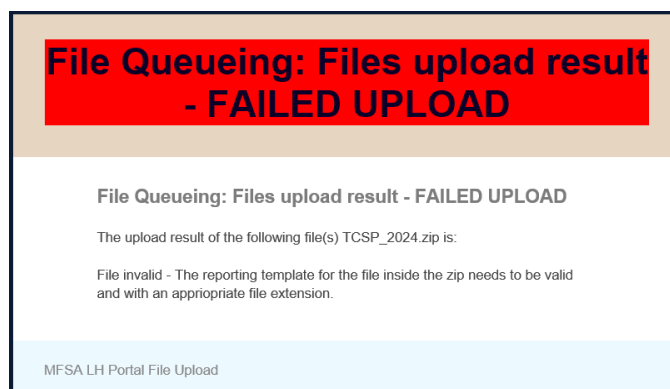 File Queueing: Files upload result
- FAILED UPLOAD
File Queueing: Files upload result - FAILED UPLOAD
The upload result of the following file(s) TCSP_2024.zip is:
File invalid - The reporting template for the file inside the zip needs to be valid
and with an appriopriate file extension.
MFSA LH Portal File Upload